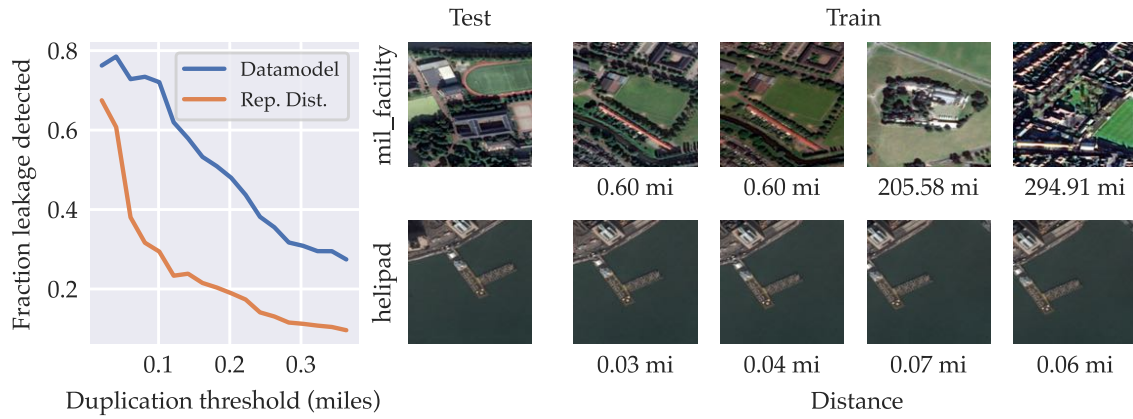 Test
Train
0.8
0.6
0.4
0.2
Fraction leakage detected
Datamodel
Rep. Dist.
0.1
0.2
0.3
Duplication threshold (miles)
mil_facility
0.60 mi
0.60 mi
205.58 mi
294.91 mi
helipad
0.03 mi
0.04 mi
0.07 mi
0.06 mi
Distance